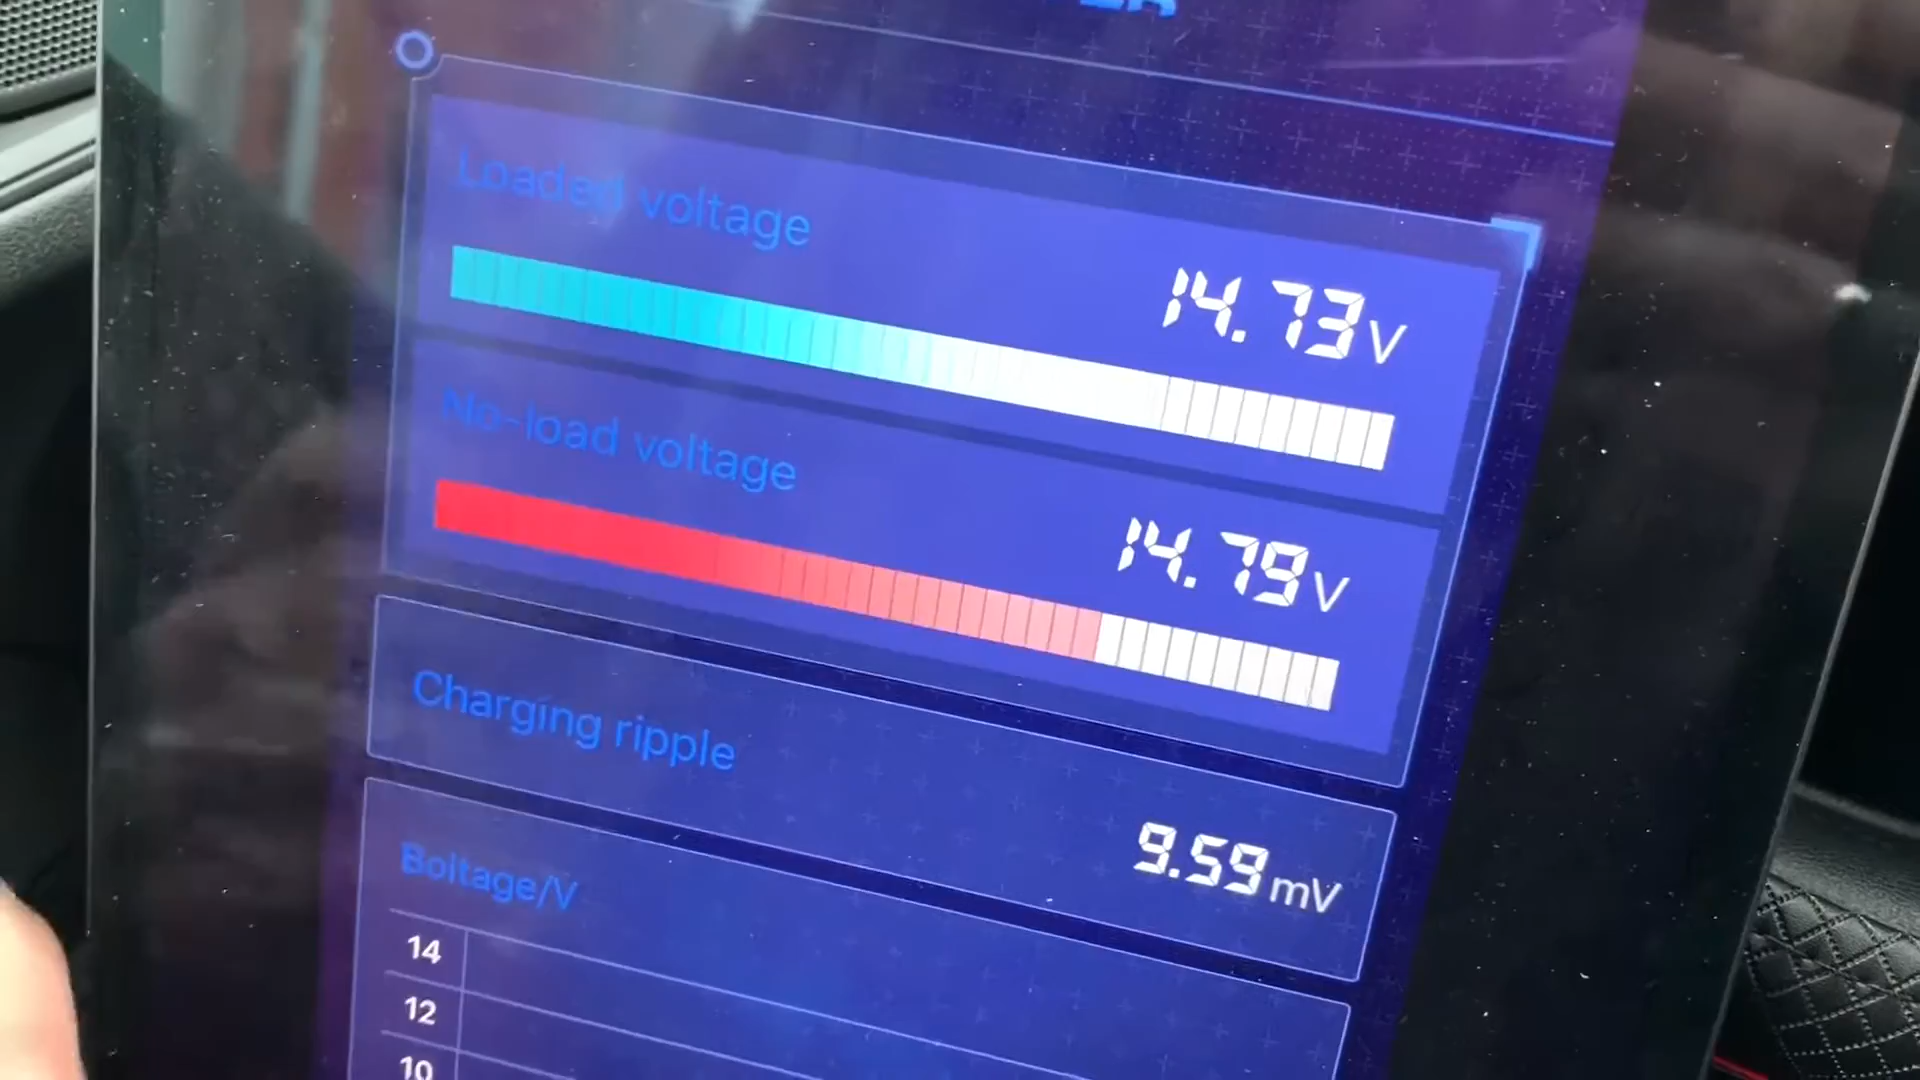 Loaded voltage
14.73V
No-load voltage
14.79V
Charging ripple
9.59mV
Boltage/V
14
12
10